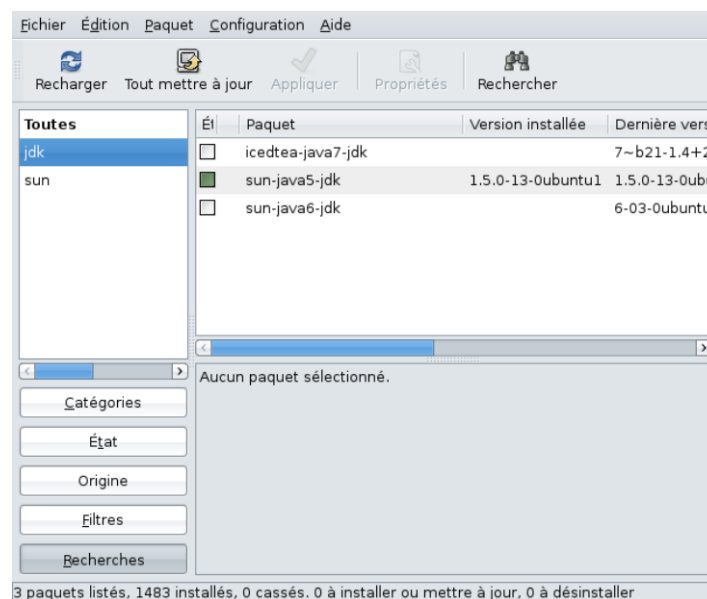 Fichier Édition Paquet Configuration Aide
Recharger Tout mettre à jour Appliquer Propriétés Rechercher
Toutes
jdk
sun
Paquet Version installée Dernière vers
icedtea-java7-jdk 7~b21-1.4+2
sun-java5-jdk 1.5.0-13-0ubuntu1 1.5.0-13-0ub
sun-java6-jdk 6-03-0ubuntu
Aucun paquet sélectionné.
Catégories
État
Origine
Filtres
Recherches
3 paquets listés, 1483 installés, 0 cassés. 0 à installer ou mettre à jour, 0 à désinstaller